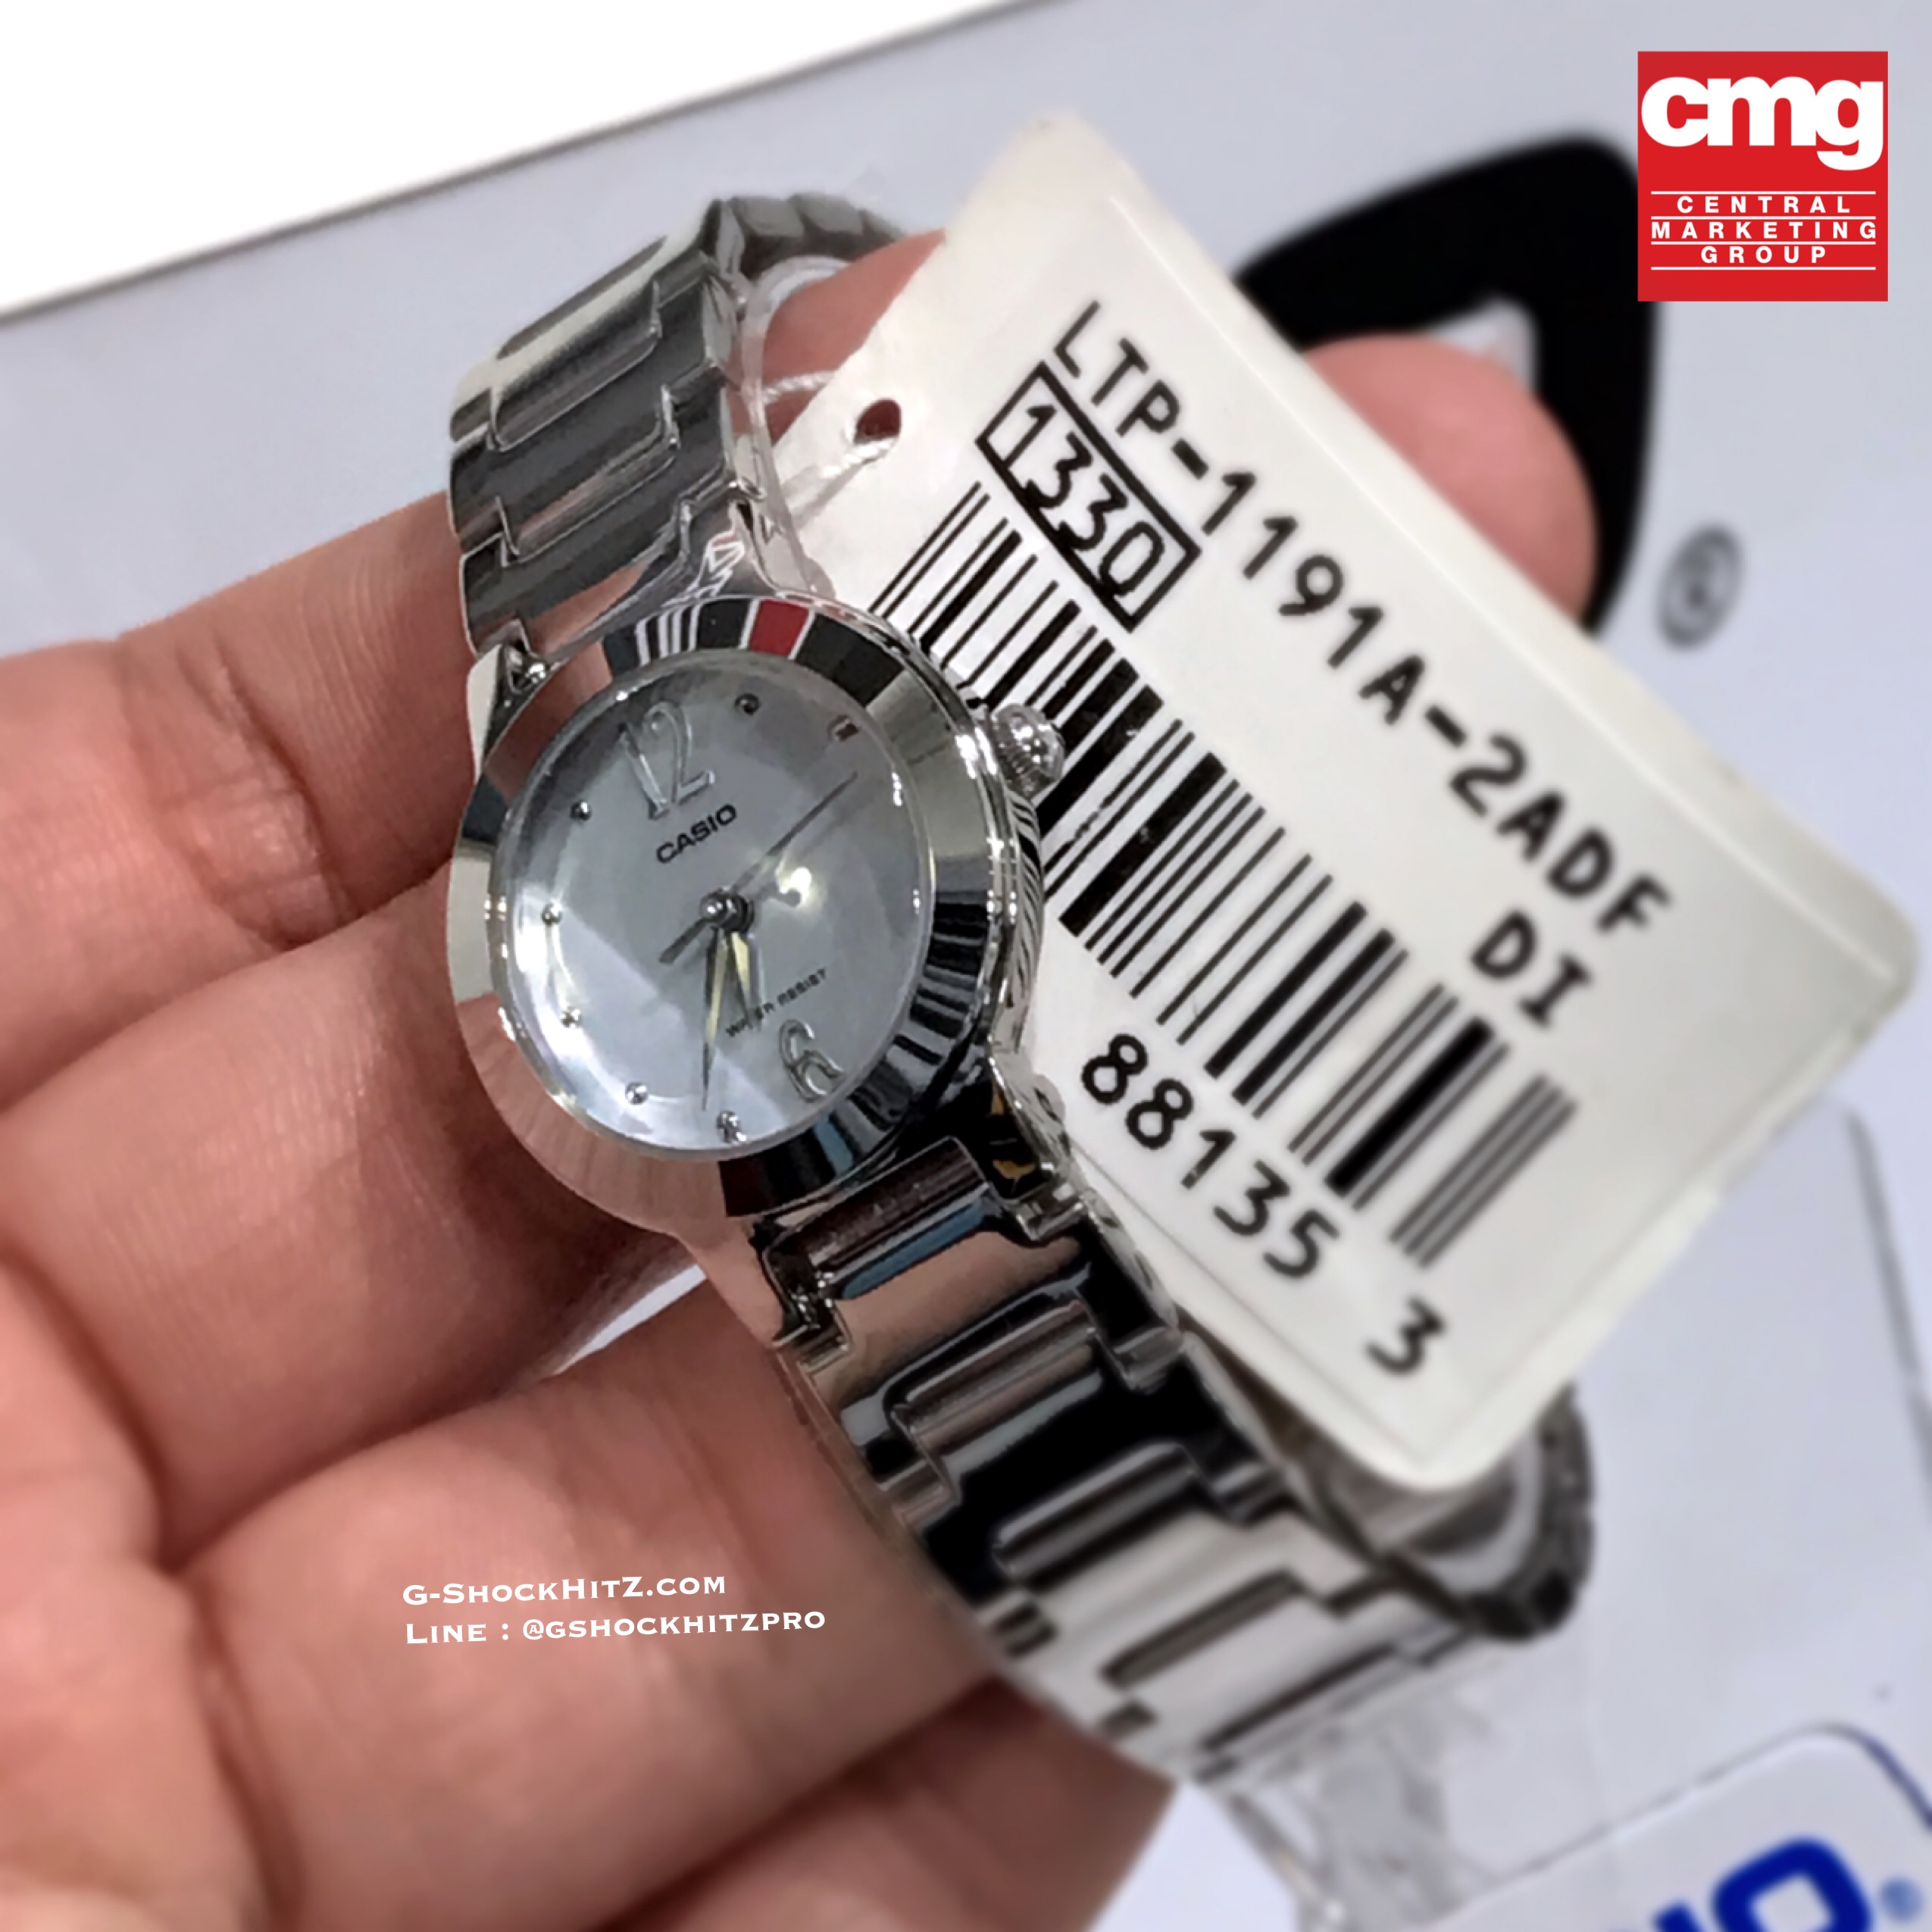 cmg
CENTRAL
MARKETING
GROUP
LTP-1191A-2ADF
1330
DI
88135 3
12
CASIO
WATER RESIST
6
G-SHOCKHITZ.COM
LINE : @GSHOCKHITZPRO
®